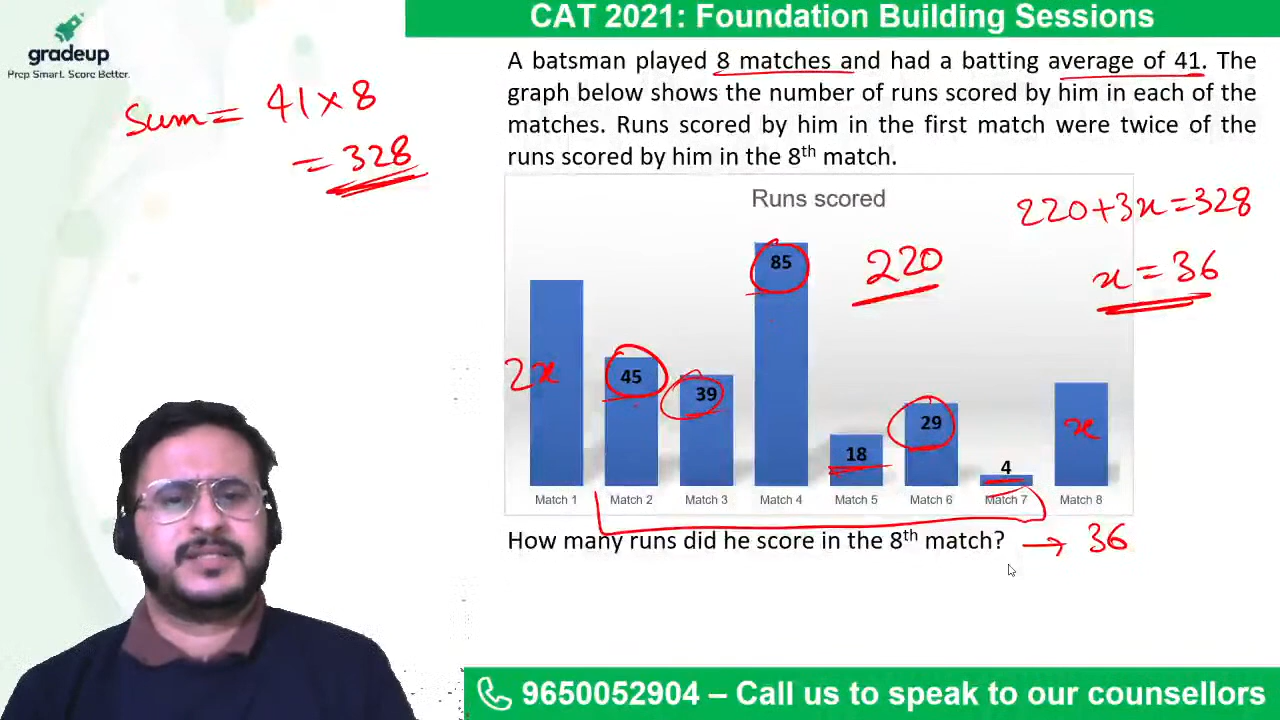 CAT 2021: Foundation Building Sessions
gradeup
Prep Smart. Score Better.
Sum = 41 × 8
= 328
A batsman played 8 matches and had a batting average of 41. The
graph below shows the number of runs scored by him in each of the
matches. Runs scored by him in the first match were twice of the
runs scored by him in the 8th match.
Runs scored
220+3x=328
x = 36
220
2x
45
39
85
18
29
4
x
Match 1 Match 2 Match 3 Match 4 Match 5 Match 6 Match 7 Match 8
How many runs did he score in the 8th match? → 36
9650052904 – Call us to speak to our counsellors